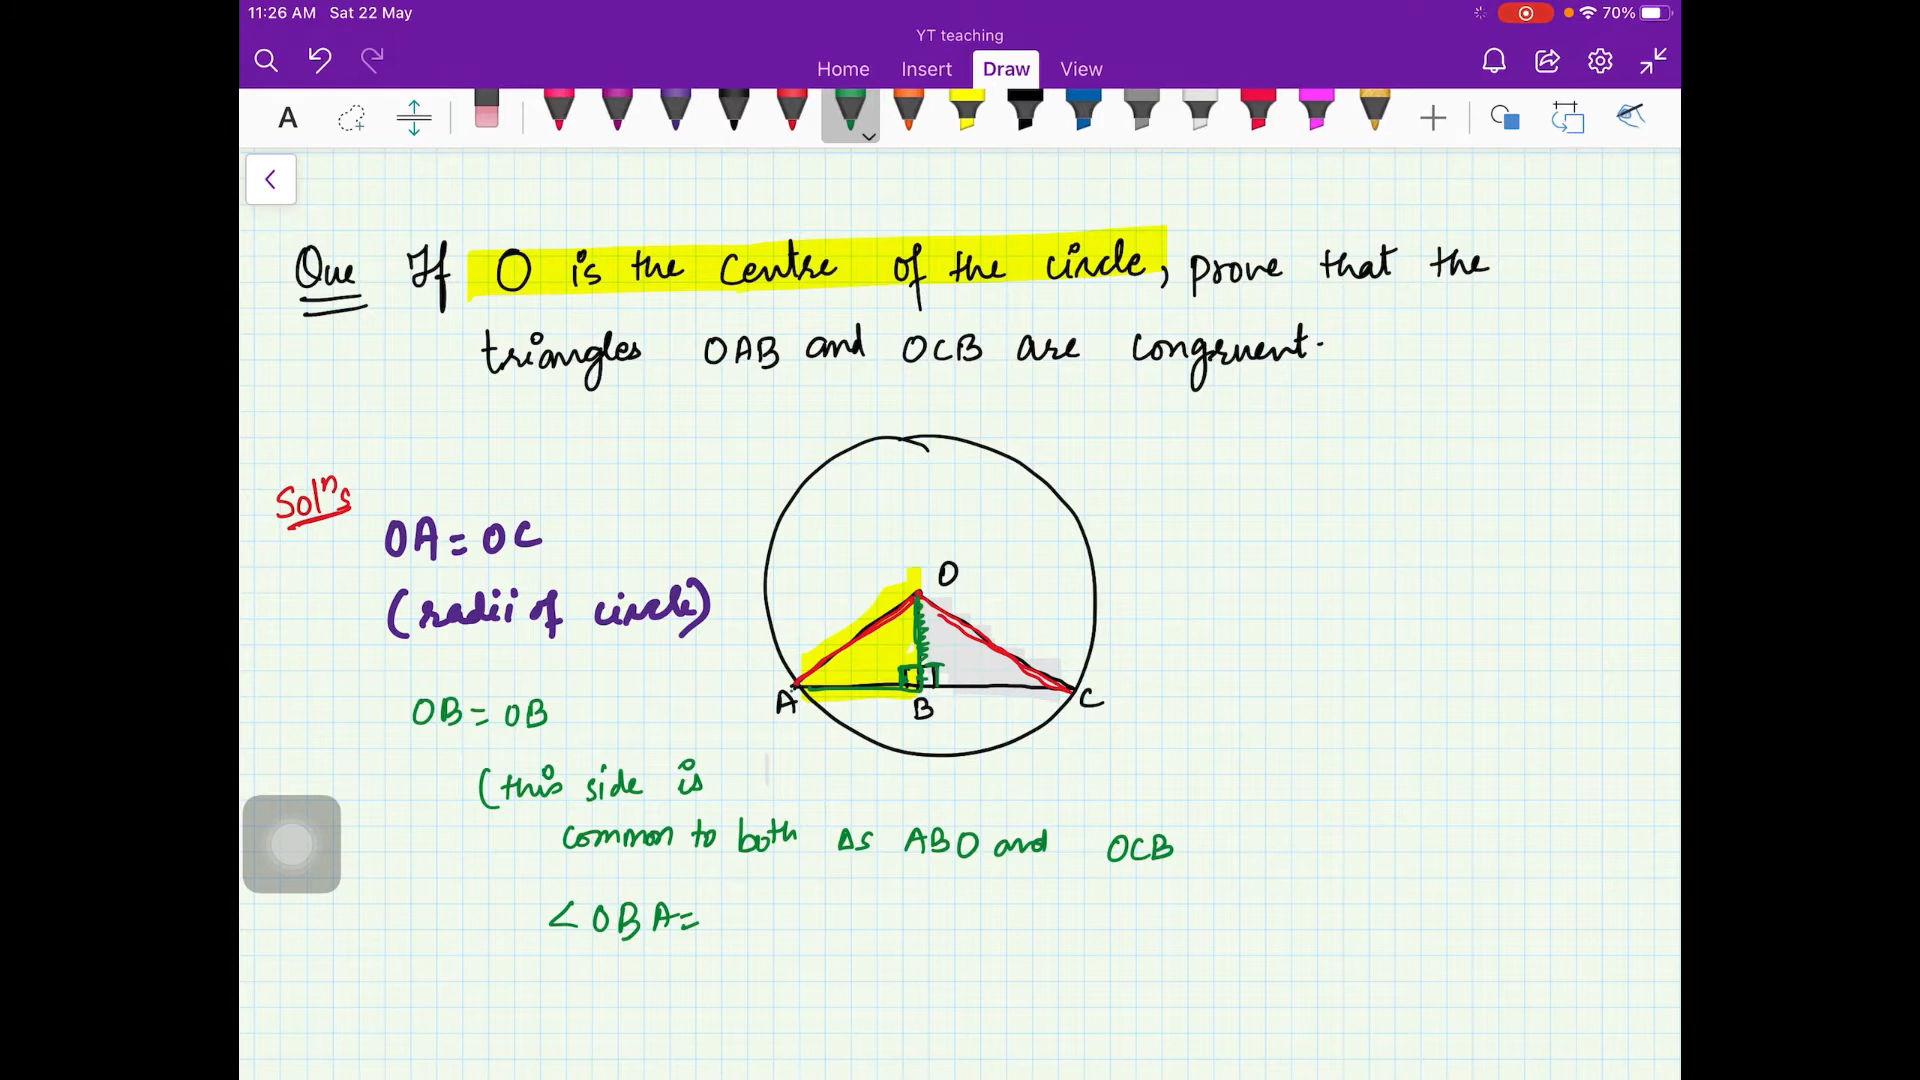 11:26 AM Sat 22 May
70%
YT teaching
Home Insert Draw View
A
Que If O is the centre of the circle, prove that the
triangles OAB and OCB are congruent.
Solⁿs
OA = OC
(radii of circle)
O
A B C
OB = OB
(this side is
common to both Δs ABO and OCB
<OBA=